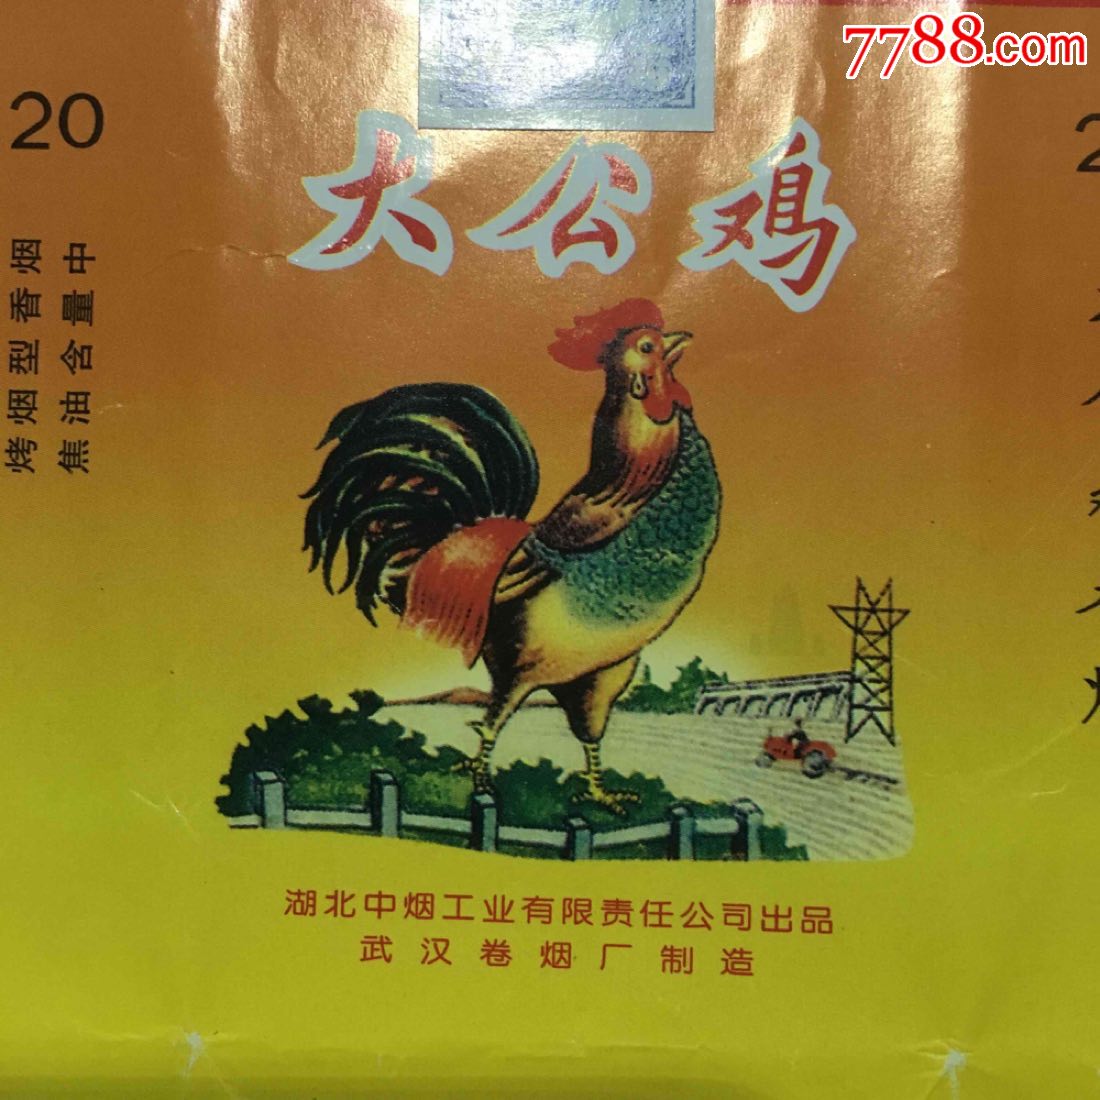 7788.com
20
大公鸡
烤烟型香烟
焦油含量中
湖北中烟工业有限责任公司出品
武汉卷烟厂制造